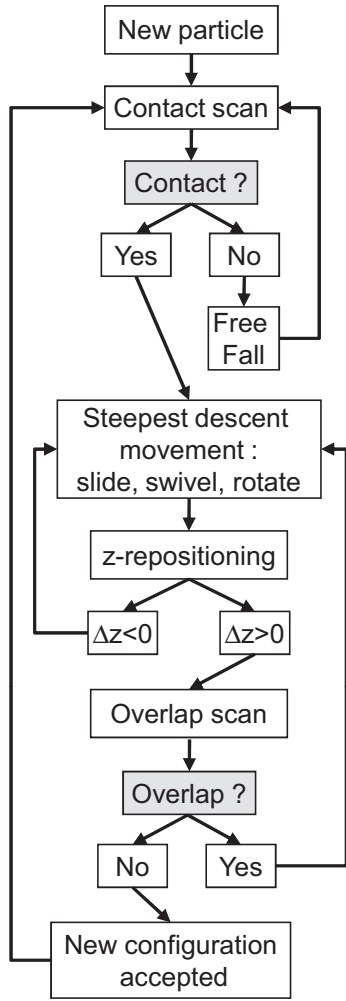 New particle
Contact scan
Contact ?
Yes
No
Free
Fall
Steepest descent
movement :
slide, swivel, rotate
z-repositioning
Δz<0
Δz>0
Overlap scan
Overlap ?
No
Yes
New configuration
accepted